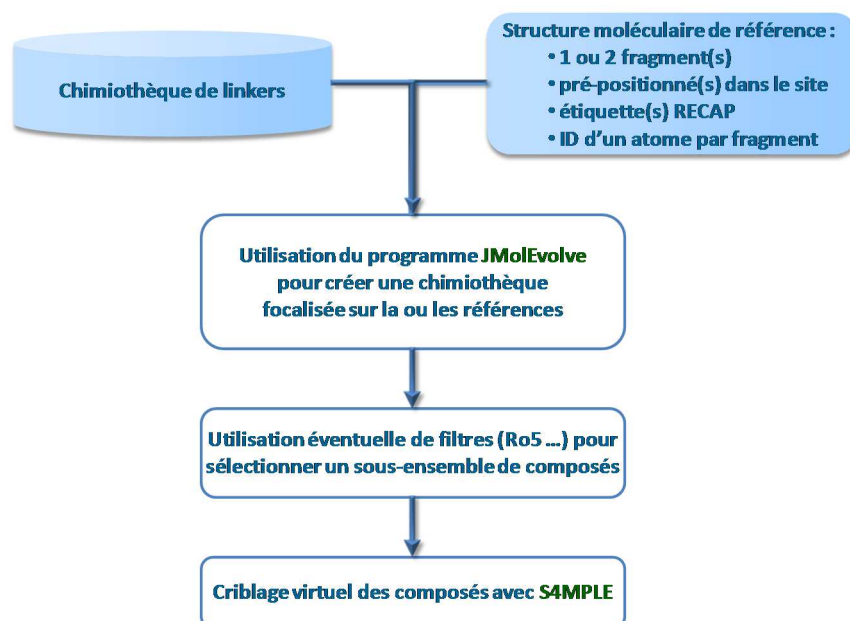 Chimiothèque de linkers
Structure moléculaire de référence :
• 1 ou 2 fragment(s)
• pré-positionné(s) dans le site
• étiquette(s) RECAP
• ID d'un atome par fragment
Utilisation du programme JMolEvolve
pour créer une chimiothèque
focalisée sur la ou les références
Utilisation éventuelle de filtres (Ro5 ...) pour
sélectionner un sous-ensemble de composés
Criblage virtuel des composés avec S4MPLE